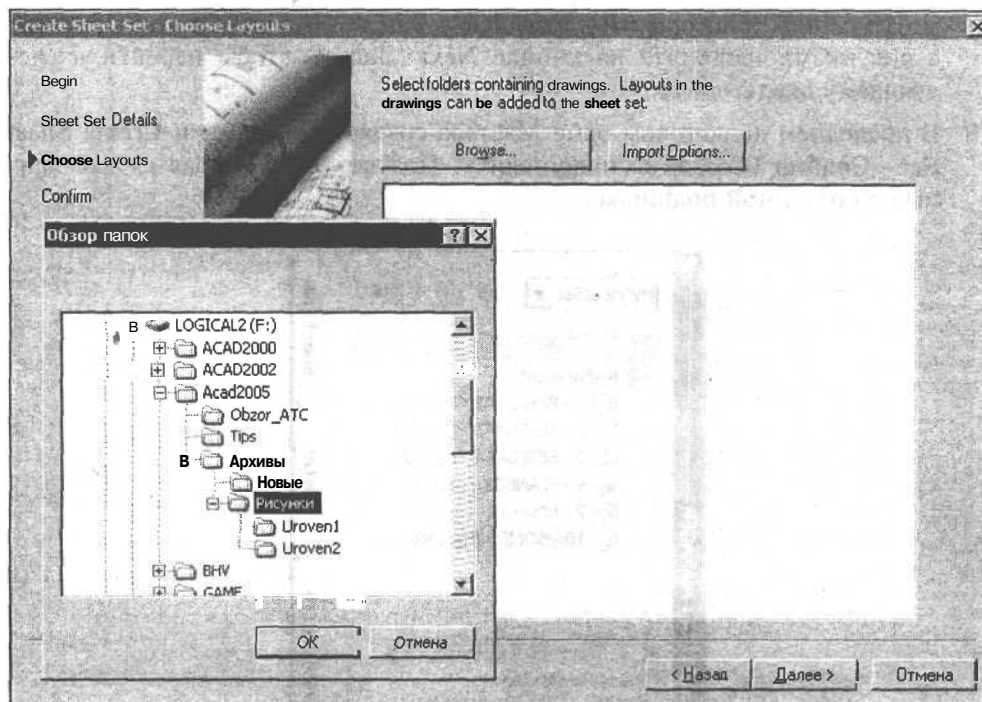 Create Sheet Set - Choose Layouts
Begin
Sheet Set Details
Choose Layouts
Confirm
Select folders containing drawings. Layouts in the
drawings can be added to the sheet set.
Browse...
Import Options...
Обзор папок
В LOGICAL2 (F:)
ACAD2000
ACAD2002
Acad2005
Obzor_ATC
Tips
В Архивы
Новые
Рисунки
Uroven1
Uroven2
BHV
GAME
OK
Отмена
< Назад
Далее >
Отмена